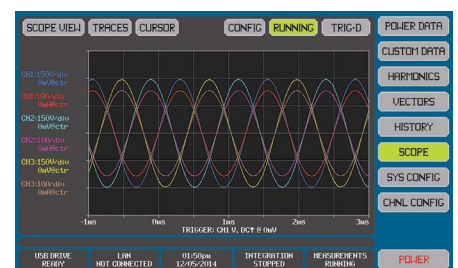 SCOPE VIEW TRACES CURSOR CONFIG RUNNING TRIG'D POWER DATA
CUSTOM DATA
HARMONICS
VECTORS
HISTORY
SCOPE
SYS CONFIG
CHNL CONFIG
POWER
CH1:150V/div
0mV@ctr
CH1:10A/div
0mA@ctr
CH2:150V/div
0mV@ctr
CH2:10A/div
0mA@ctr
CH3:150V/div
0mV@ctr
CH3:10A/div
0mA@ctr
-1ms 0ms 1ms 2ms 3ms
TRIGGER: CH1 V, DC↑ @ 0mV
USB DRIVE LAN 01:50pm INTEGRATION MEASUREMENTS
READY NOT CONNECTED 12/05/2014 STOPPED RUNNING